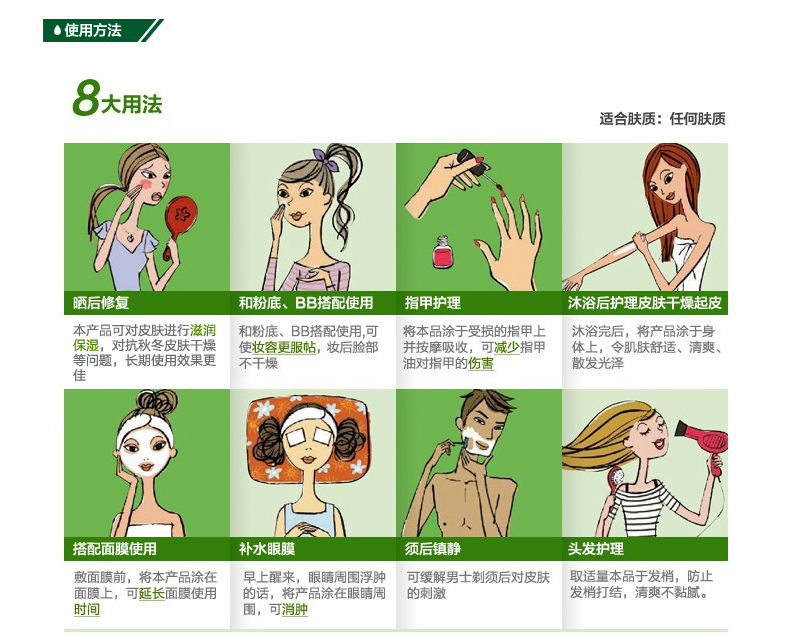 使用方法
8大用法
适合肤质：任何肤质
晒后修复
本产品可对皮肤进行滋润
保湿，对抗秋冬皮肤干燥
等问题，长期使用效果更
佳
和粉底、BB搭配使用
和粉底、BB搭配使用,可
使妆容更服帖，妆后脸部
不干燥
指甲护理
将本品涂于受损的指甲上
并按摩吸收，可减少指甲
油对指甲的伤害
沐浴后护理皮肤干燥起皮
沐浴完后，将产品涂于身
体上，令肌肤舒适、清爽、
散发光泽
搭配面膜使用
敷面膜前，将本产品涂在
面膜上，可延长面膜使用
时间
补水眼膜
早上醒来，眼睛周围浮肿
的话，将产品涂在眼睛周
围，可消肿
须后镇静
可缓解男士剃须后对皮肤
的刺激
头发护理
取适量本品于发梢，防止
发梢打结，清爽不黏腻。